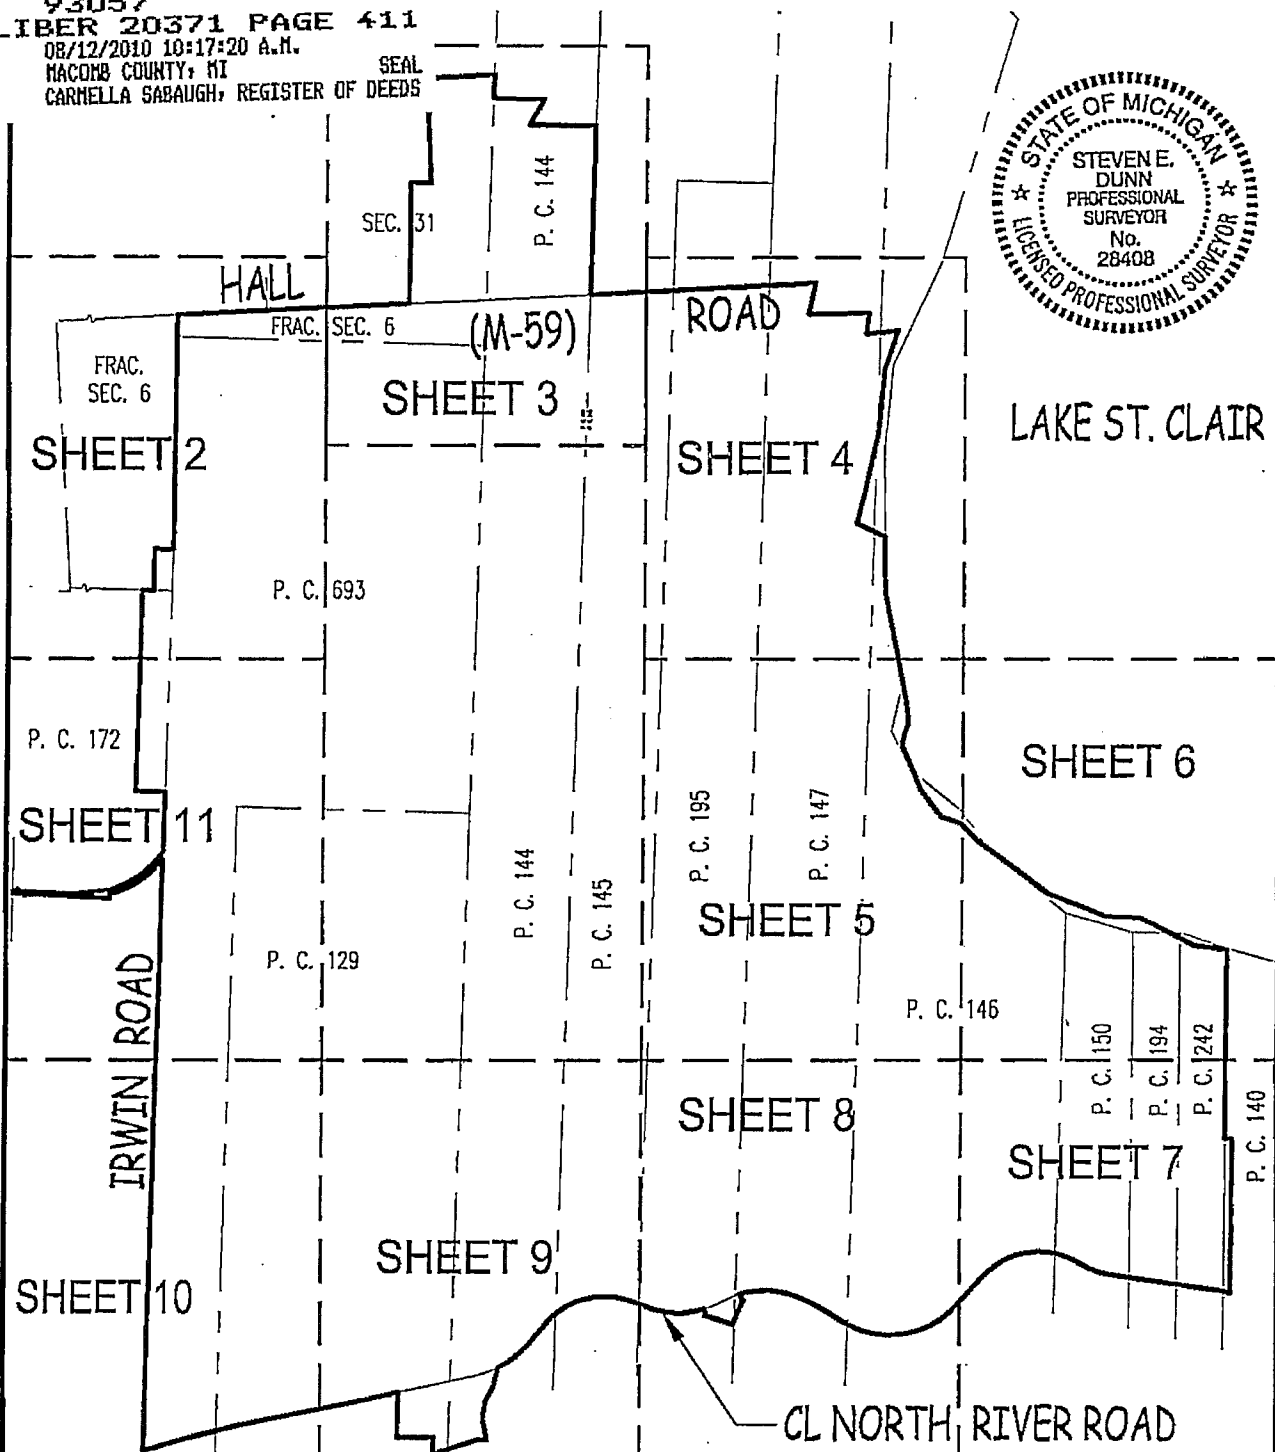 93057
LIBER 20371 PAGE 411
08/12/2010 10:17:20 A.M.
MACOMB COUNTY, MI SEAL
CARMELLA SABAUGH, REGISTER OF DEEDS
STATE OF MICHIGAN
STEVEN E.
DUNN
PROFESSIONAL
SURVEYOR
No.
28408
LICENSED PROFESSIONAL SURVEYOR
P. C. 144
SEC. 31
HALL
ROAD
(M-59)
FRAC. SEC. 6
FRAC.
SEC. 6
SHEET 3
LAKE ST. CLAIR
SHEET 2
SHEET 4
P. C. 693
P. C. 172
SHEET 6
SHEET 11
P. C. 195
P. C. 147
P. C. 144
P. C. 145
SHEET 5
P. C. 129
P. C. 146
IRWIN ROAD
P. C. 150
P. C. 194
P. C. 242
P. C. 140
SHEET 8
SHEET 7
SHEET 9
SHEET 10
CL NORTH RIVER ROAD